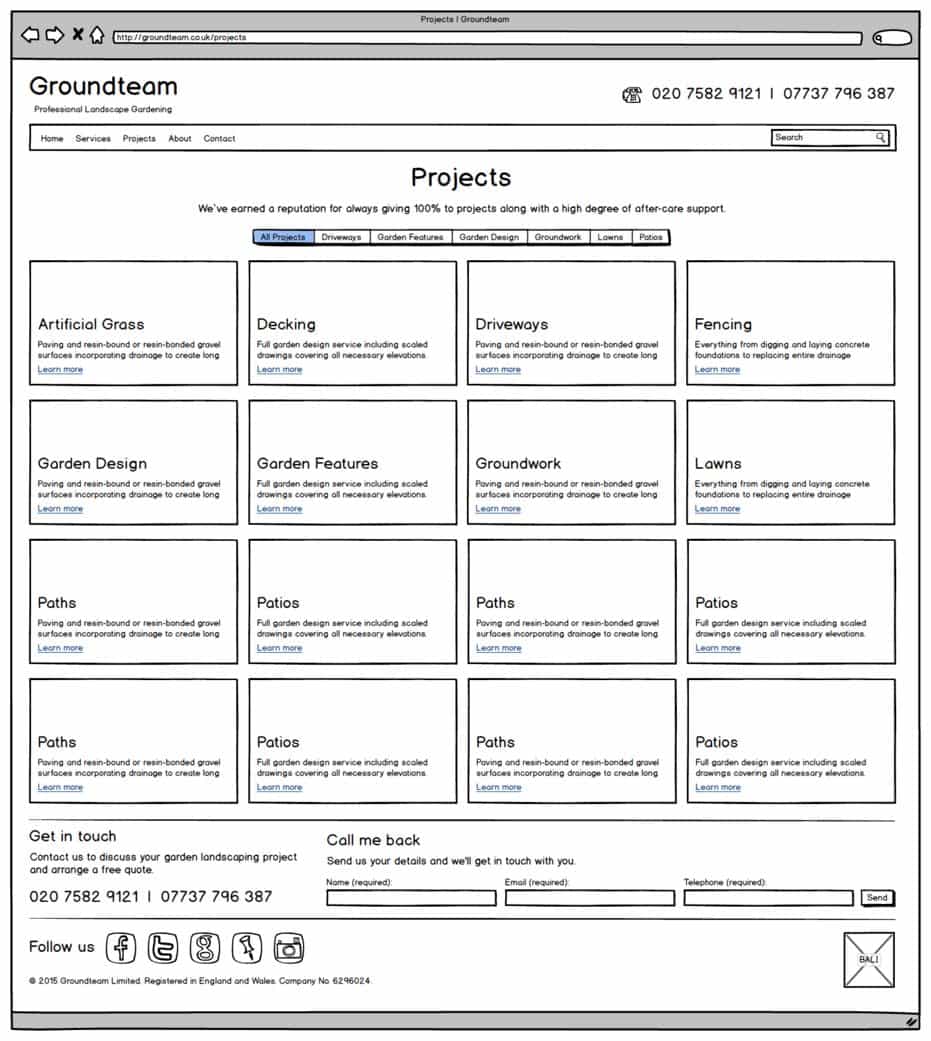 Projects | Groundteam
http://groundteam.co.uk/projects
Groundteam
Professional Landscape Gardening
020 7582 9121 | 07737 796 387
Home Services Projects About Contact Search
Projects
We've earned a reputation for always giving 100% to projects along with a high degree of after-care support.
All Projects Driveways Garden Features Garden Design Groundwork Lawns Patios
Artificial Grass
Paving and resin-bound or resin-bonded gravel
surfaces incorporating drainage to create long
Learn more
Decking
Full garden design service including scaled
drawings covering all necessary elevations.
Learn more
Driveways
Paving and resin-bound or resin-bonded gravel
surfaces incorporating drainage to create long
Learn more
Fencing
Everything from digging and laying concrete
foundations to replacing entire drainage
Learn more
Garden Design
Paving and resin-bound or resin-bonded gravel
surfaces incorporating drainage to create long
Learn more
Garden Features
Full garden design service including scaled
drawings covering all necessary elevations.
Learn more
Groundwork
Paving and resin-bound or resin-bonded gravel
surfaces incorporating drainage to create long
Learn more
Lawns
Everything from digging and laying concrete
foundations to replacing entire drainage
Learn more
Paths
Paving and resin-bound or resin-bonded gravel
surfaces incorporating drainage to create long
Learn more
Patios
Full garden design service including scaled
drawings covering all necessary elevations.
Learn more
Paths
Paving and resin-bound or resin-bonded gravel
surfaces incorporating drainage to create long
Learn more
Patios
Full garden design service including scaled
drawings covering all necessary elevations.
Learn more
Paths
Paving and resin-bound or resin-bonded gravel
surfaces incorporating drainage to create long
Learn more
Patios
Full garden design service including scaled
drawings covering all necessary elevations.
Learn more
Paths
Paving and resin-bound or resin-bonded gravel
surfaces incorporating drainage to create long
Learn more
Patios
Full garden design service including scaled
drawings covering all necessary elevations.
Learn more
Get in touch
Contact us to discuss your garden landscaping project
and arrange a free quote.
020 7582 9121 | 07737 796 387
Call me back
Send us your details and we'll get in touch with you.
Name (required): Email (required): Telephone (required):
Send
Follow us
BALI
© 2015 Groundteam Limited. Registered in England and Wales. Company No. 6296024.